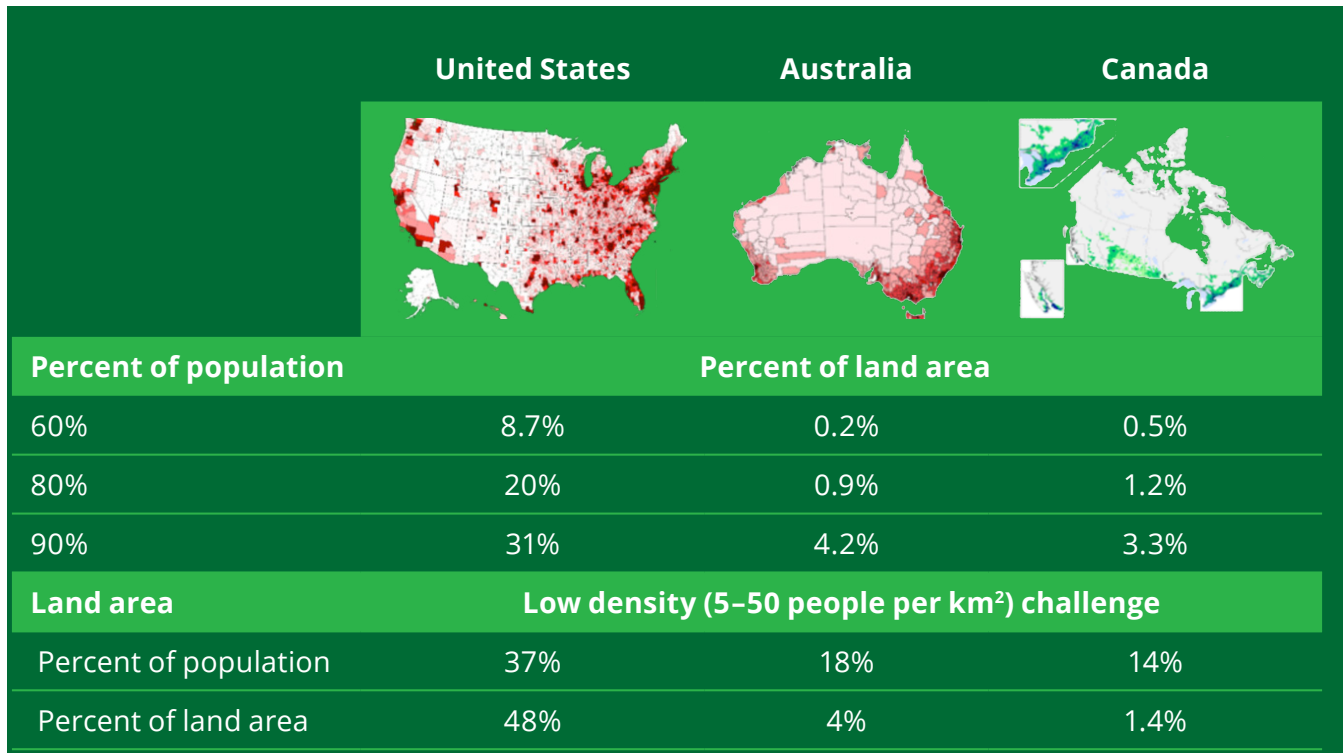 United States Australia Canada
Percent of population Percent of land area
60% 8.7% 0.2% 0.5%
80% 20% 0.9% 1.2%
90% 31% 4.2% 3.3%
Land area Low density (5–50 people per km²) challenge
Percent of population 37% 18% 14%
Percent of land area 48% 4% 1.4%